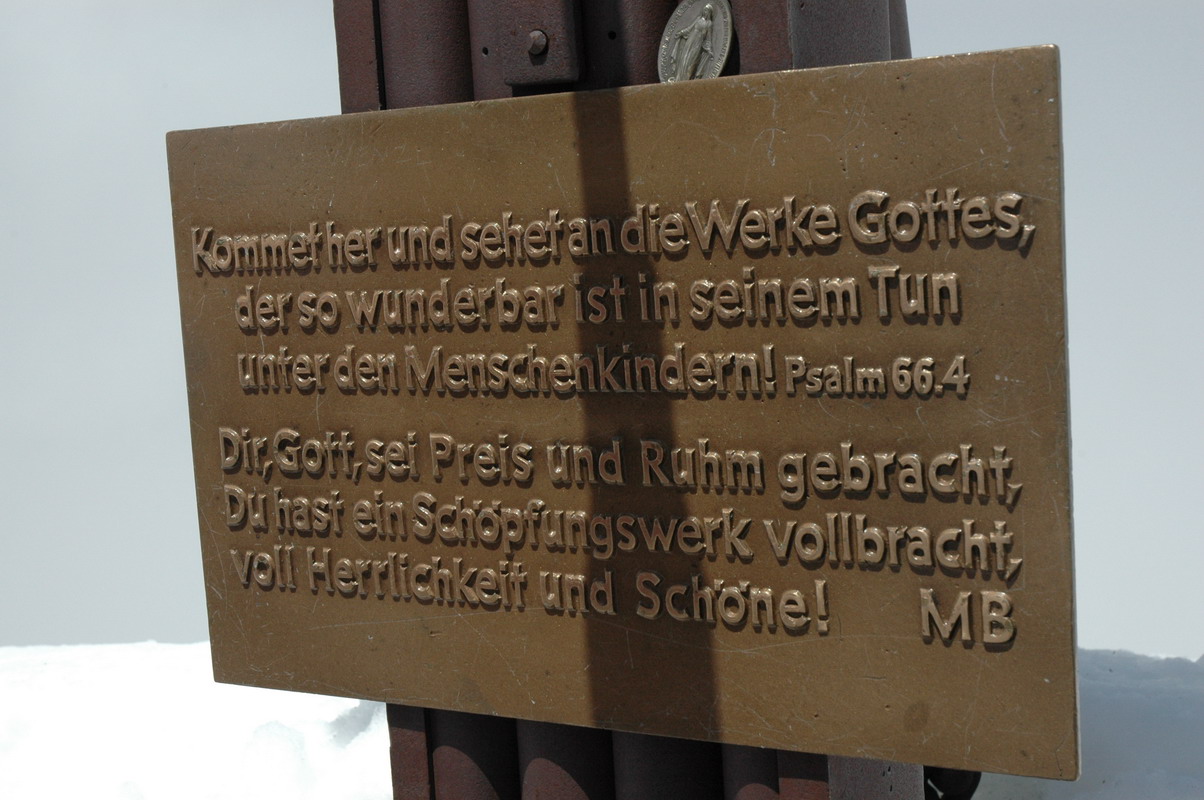 Kommet her und sehet an die Werke Gottes,
der so wunderbar ist in seinem Tun
unter den Menschenkindern! Psalm 66.4
Dir, Gott, sei Preis und Ruhm gebracht,
Du hast ein Schöpfungswerk vollbracht,
voll Herrlichkeit und Schöne! MB